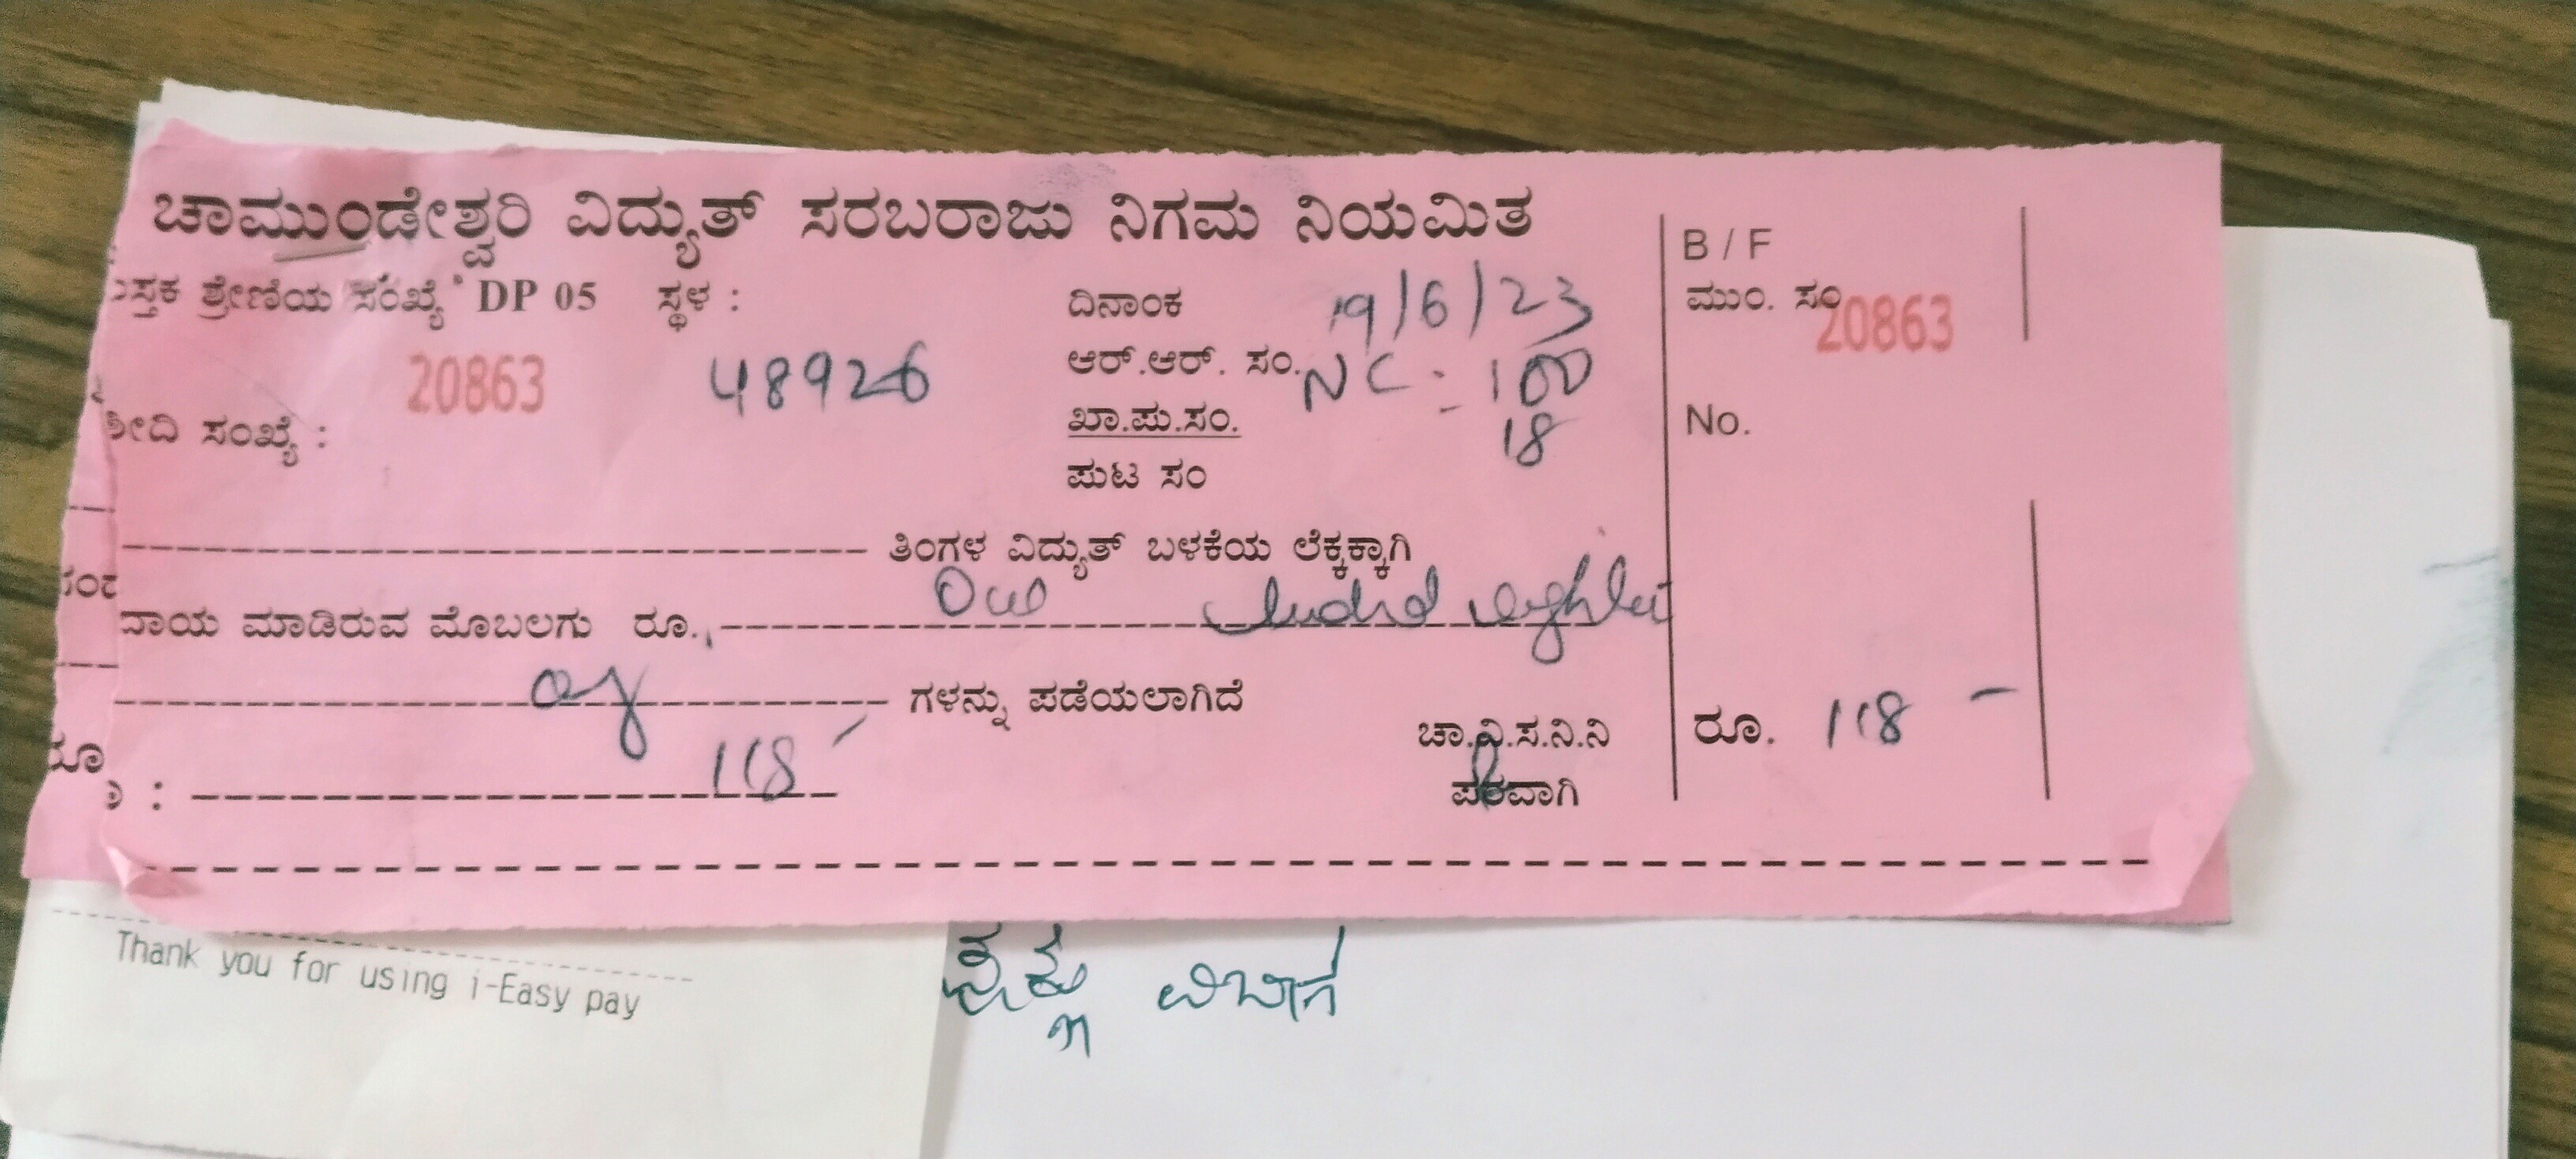 ಚಾಮುಂಡೇಶ್ವರಿ ವಿದ್ಯುತ್ ಸರಬರಾಜು ನಿಗಮ ನಿಯಮಿತ
ಸ್ತಕ ಶ್ರೇಣಿಯ ಸಂಖ್ಯೆ DP 05 ಸ್ಥಳ :
20863 48926
ೀದಿ ಸಂಖ್ಯೆ :
ದಿನಾಂಕ 19/6/23
ಆರ್.ಆರ್. ಸಂ. NC: 100
ಖಾ.ಪು.ಸಂ. 18
ಪುಟ ಸಂ
B / F
ಮುಂ. ಸಂ 20863
No.
ತಿಂಗಳ ವಿದ್ಯುತ್ ಬಳಕೆಯ ಲೆಕ್ಕಕ್ಕಾಗಿ
ದಾಯ ಮಾಡಿರುವ ಮೊಬಲಗು ರೂ.
ಗಳನ್ನು ಪಡೆಯಲಾಗಿದೆ
118
ಚಾ.ವಿ.ಸ.ನಿ.ನಿ
ಪರವಾಗಿ
ರೂ. 118 –
Thank you for using i-Easy pay